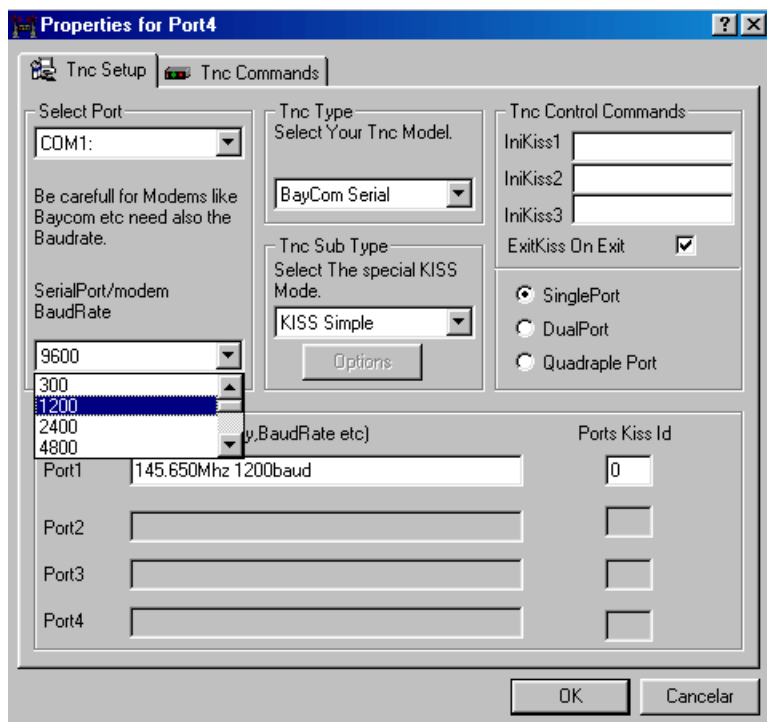 Properties for Port4
Tnc Setup
Tnc Commands
Select Port
COM1:
Be carefull for Modems like
Baycom etc need also the
Baudrate.
SerialPort/modem
BaudRate
9600
300
1200
2400
4800
Tnc Type
Select Your Tnc Model.
BayCom Serial
Tnc Sub Type
Select The special KISS
Mode.
KISS Simple
Options
Tnc Control Commands
IniKiss1
IniKiss2
IniKiss3
ExitKiss On Exit
SinglePort
DualPort
Quadraple Port
y,BaudRate etc)
Ports Kiss Id
Port1 145.650Mhz 1200baud 0
Port2
Port3
Port4
OK
Cancelar